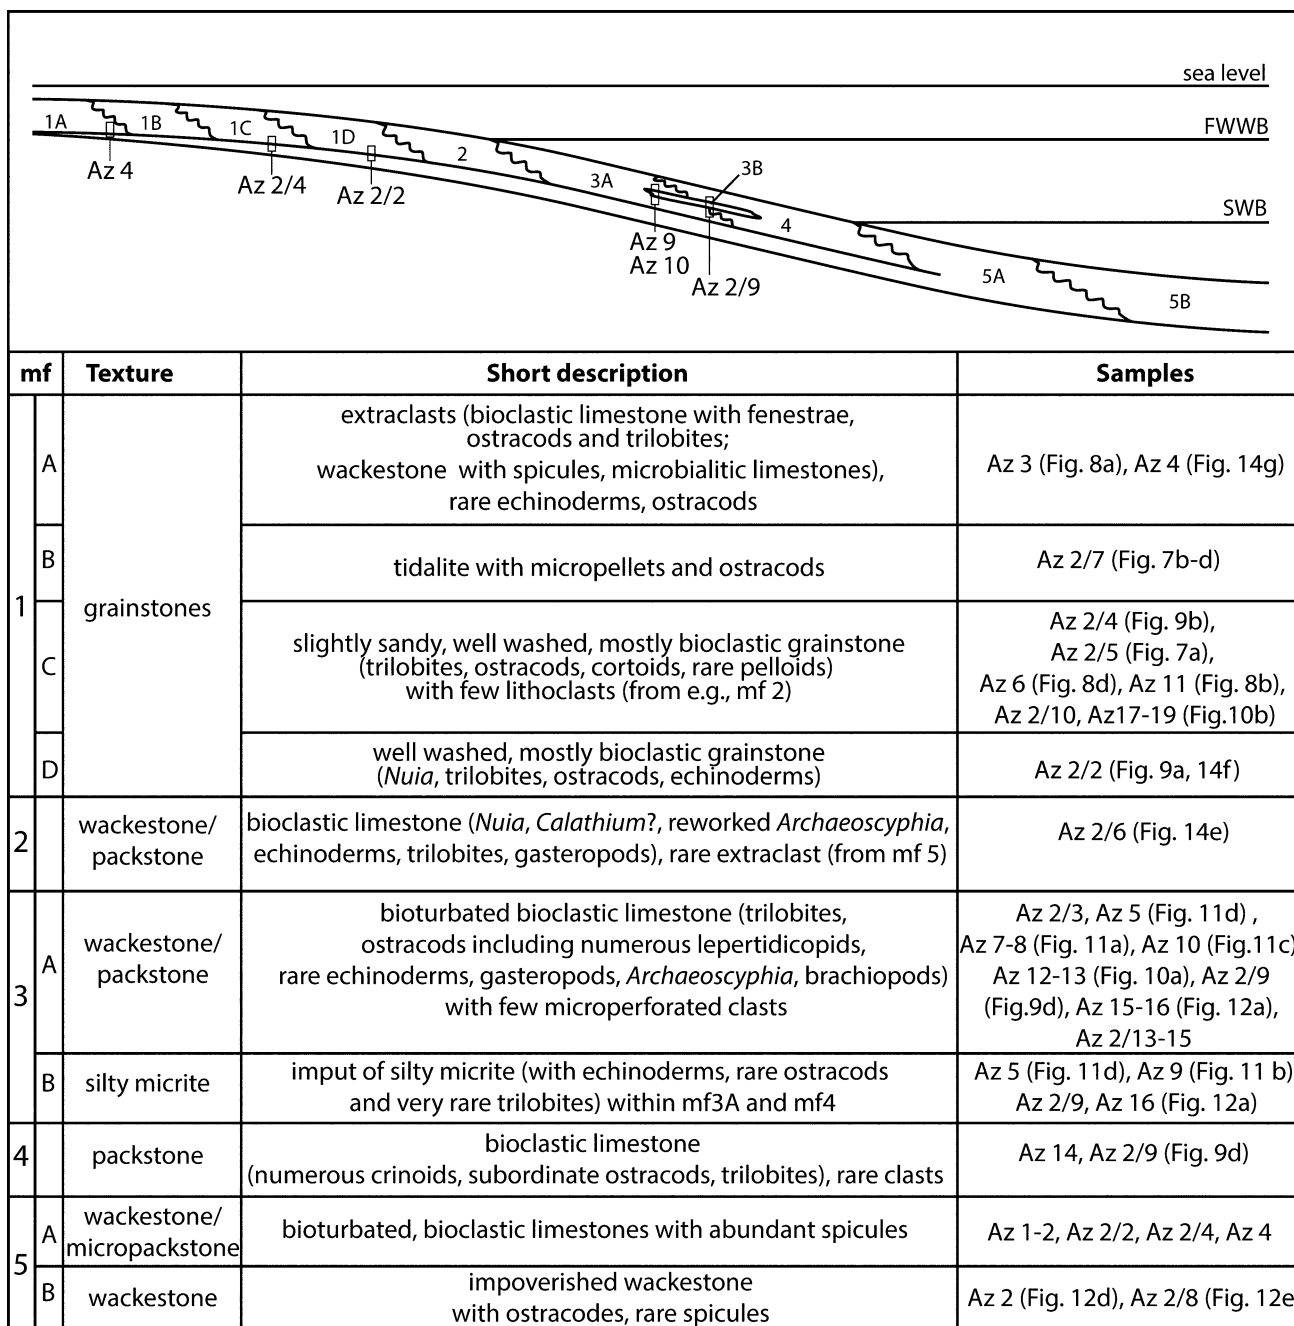 sea level
FWWB
SWB
1A
1B
1C
1D
2
3A
3B
4
5A
5B
Az 4
Az 2/4
Az 2/2
Az 9
Az 10
Az 2/9
mf Texture Short description Samples
1
grainstones
A
extraclasts (bioclastic limestone with fenestrae,
ostracods and trilobites;
wackestone with spicules, microbialitic limestones),
rare echinoderms, ostracods
Az 3 (Fig. 8a), Az 4 (Fig. 14g)
B
tidalite with micropellets and ostracods
Az 2/7 (Fig. 7b-d)
C
slightly sandy, well washed, mostly bioclastic grainstone
(trilobites, ostracods, cortoids, rare pelloids)
with few lithoclasts (from e.g., mf 2)
Az 2/4 (Fig. 9b),
Az 2/5 (Fig. 7a),
Az 6 (Fig. 8d), Az 11 (Fig. 8b),
Az 2/10, Az17-19 (Fig.10b)
D
well washed, mostly bioclastic grainstone
(Nuia, trilobites, ostracods, echinoderms)
Az 2/2 (Fig. 9a, 14f)
2
wackestone/
packstone
bioclastic limestone (Nuia, Calathium?, reworked Archaeoscyphia,
echinoderms, trilobites, gasteropods), rare extraclast (from mf 5)
Az 2/6 (Fig. 14e)
3
A
wackestone/
packstone
bioturbated bioclastic limestone (trilobites,
ostracods including numerous lepertidicopids,
rare echinoderms, gasteropods, Archaeoscyphia, brachiopods)
with few microperforated clasts
Az 2/3, Az 5 (Fig. 11d) ,
Az 7-8 (Fig. 11a), Az 10 (Fig.11c)
Az 12-13 (Fig. 10a), Az 2/9
(Fig.9d), Az 15-16 (Fig. 12a),
Az 2/13-15
B
silty micrite
imput of silty micrite (with echinoderms, rare ostracods
and very rare trilobites) within mf3A and mf4
Az 5 (Fig. 11d), Az 9 (Fig. 11 b)
Az 2/9, Az 16 (Fig. 12a)
4
packstone
bioclastic limestone
(numerous crinoids, subordinate ostracods, trilobites), rare clasts
Az 14, Az 2/9 (Fig. 9d)
5
A
wackestone/
micropackstone
bioturbated, bioclastic limestones with abundant spicules
Az 1-2, Az 2/2, Az 2/4, Az 4
B
wackestone
impoverished wackestone
with ostracodes, rare spicules
Az 2 (Fig. 12d), Az 2/8 (Fig. 12e